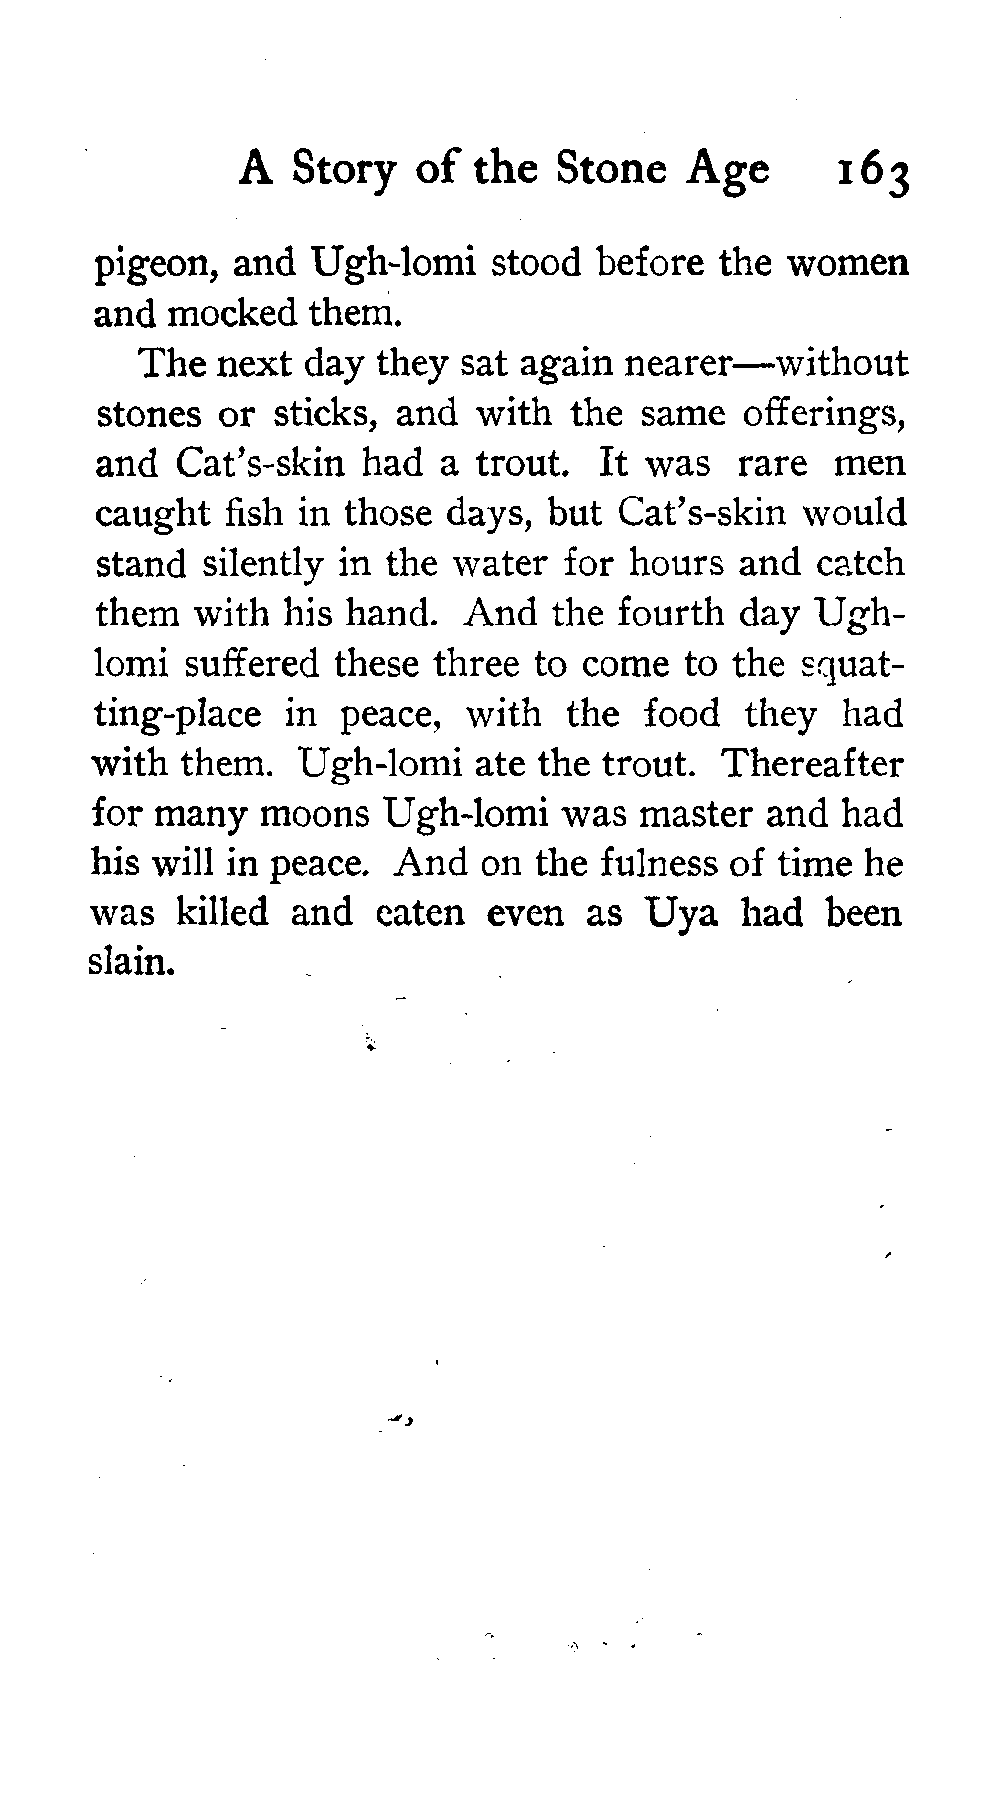 A Story of the Stone Age 163
pigeon, and Ugh-lomi stood before the women
and mocked them.
The next day they sat again nearer—without
stones or sticks, and with the same offerings,
and Cat's-skin had a trout. It was rare men
caught fish in those days, but Cat's-skin would
stand silently in the water for hours and catch
them with his hand. And the fourth day Ugh-
lomi suffered these three to come to the squat-
ting-place in peace, with the food they had
with them. Ugh-lomi ate the trout. Thereafter
for many moons Ugh-lomi was master and had
his will in peace. And on the fulness of time he
was killed and eaten even as Uya had been
slain.